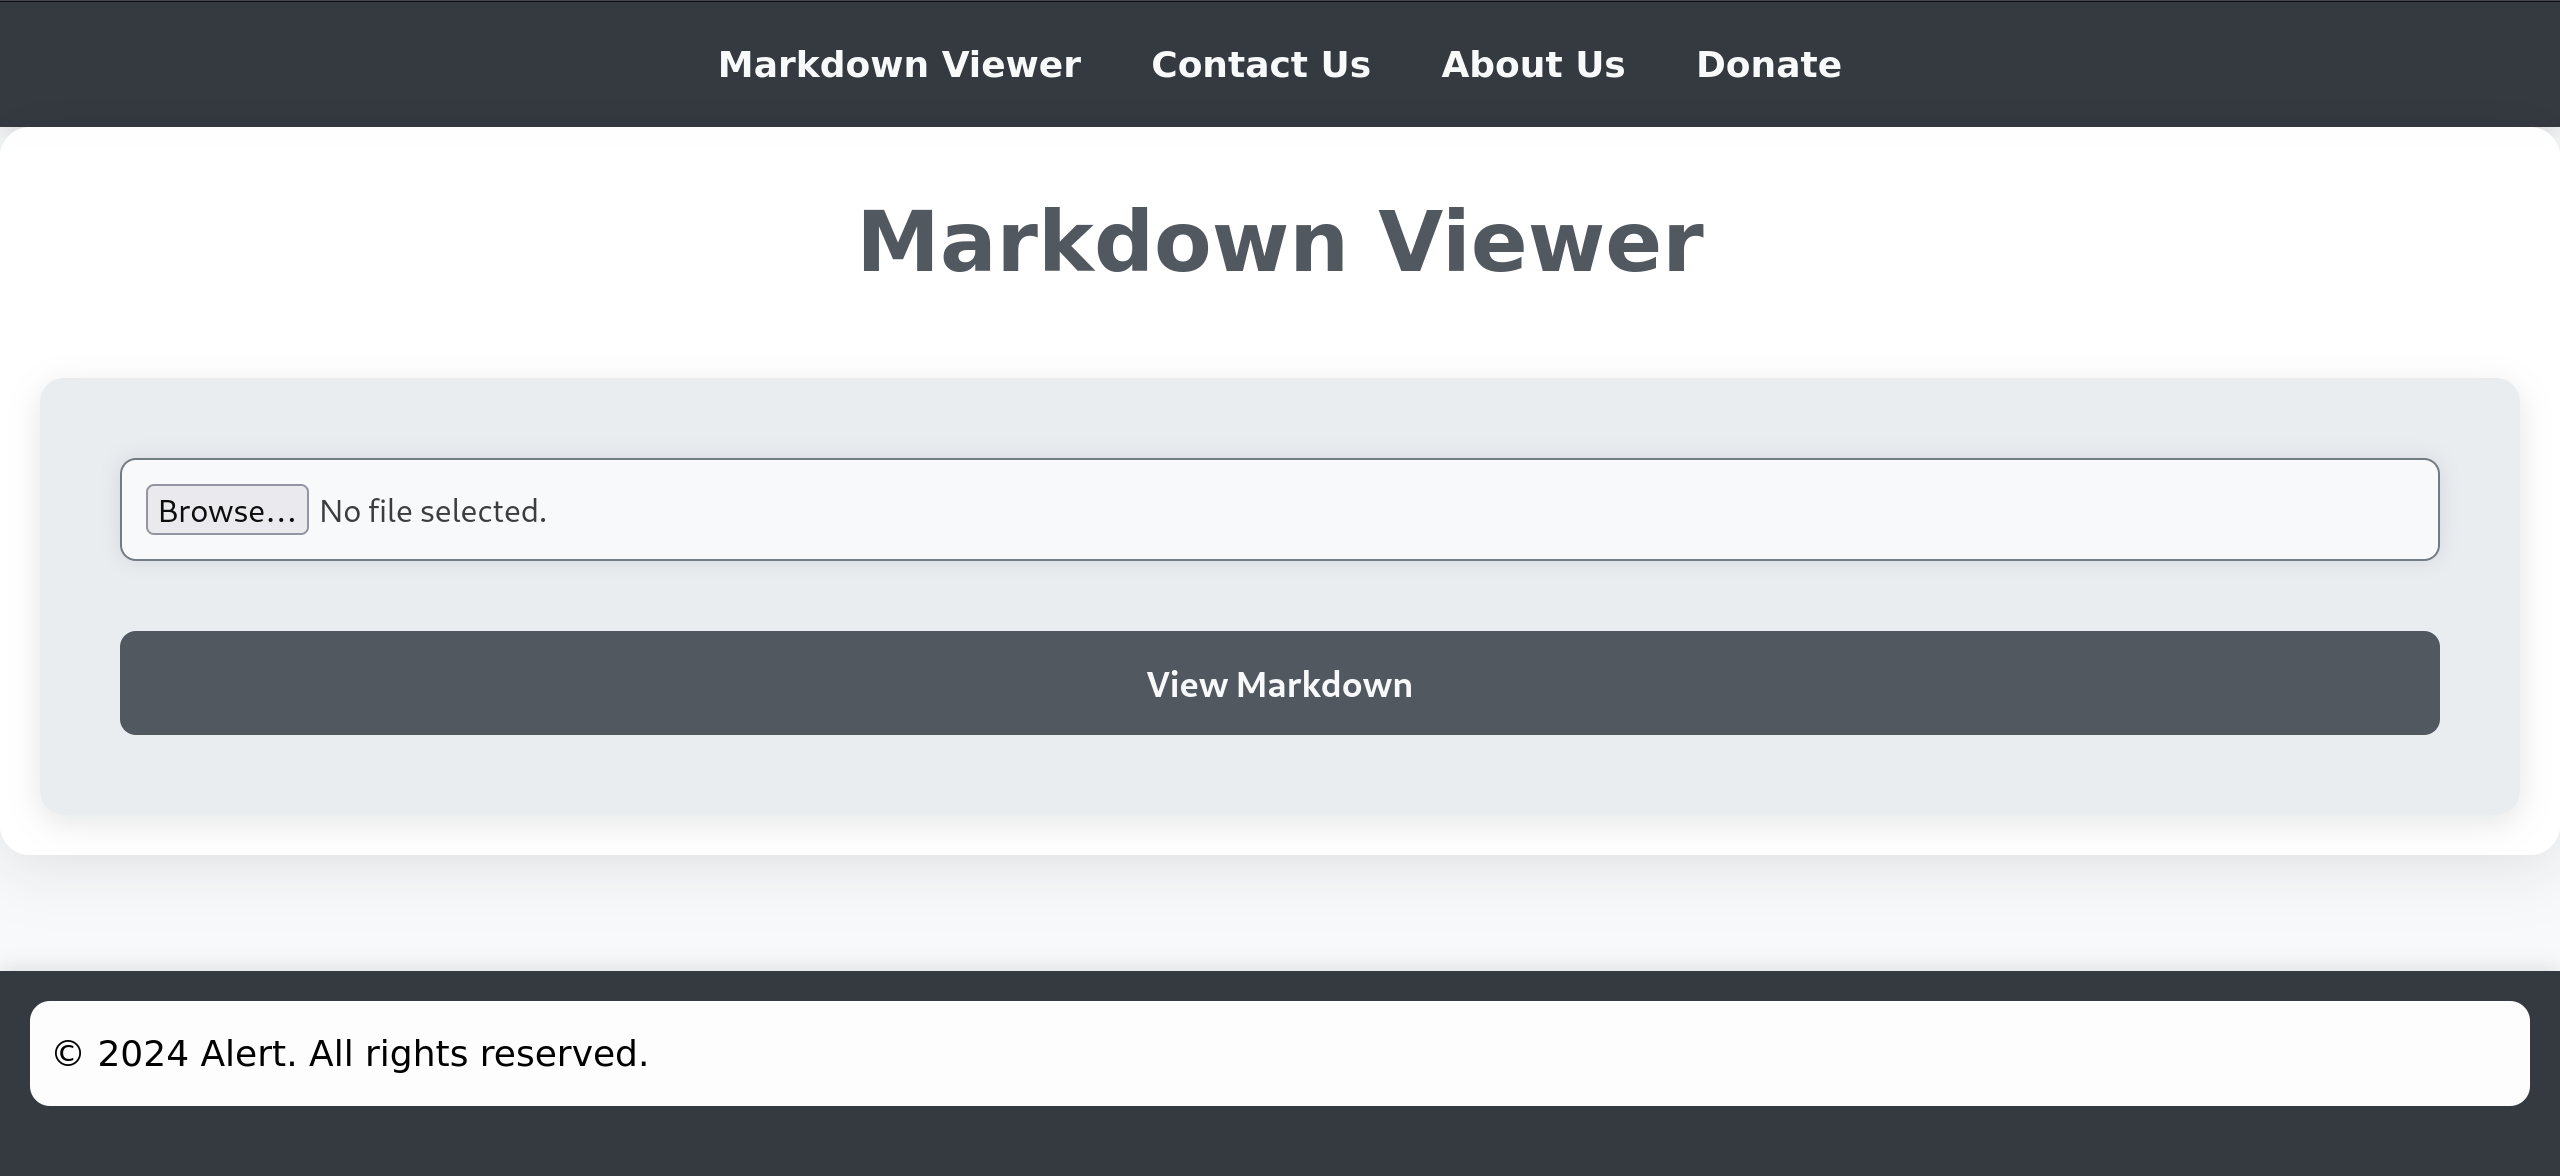 Markdown Viewer Contact Us About Us Donate
Markdown Viewer
Browse... No file selected.
View Markdown
© 2024 Alert. All rights reserved.